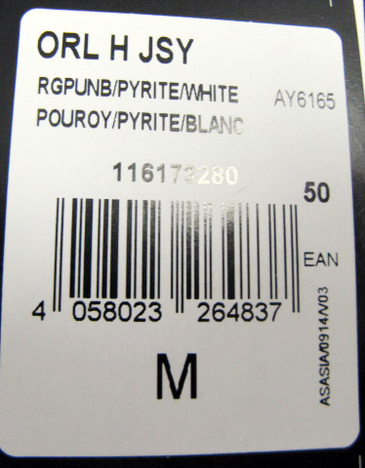 ORL H JSY
RGPUNB/PYRITE/WHITE AY6165
POUROY/PYRITE/BLANC
116173280
50
EAN
4 058023 264837
M
ASASIA/0914/V03